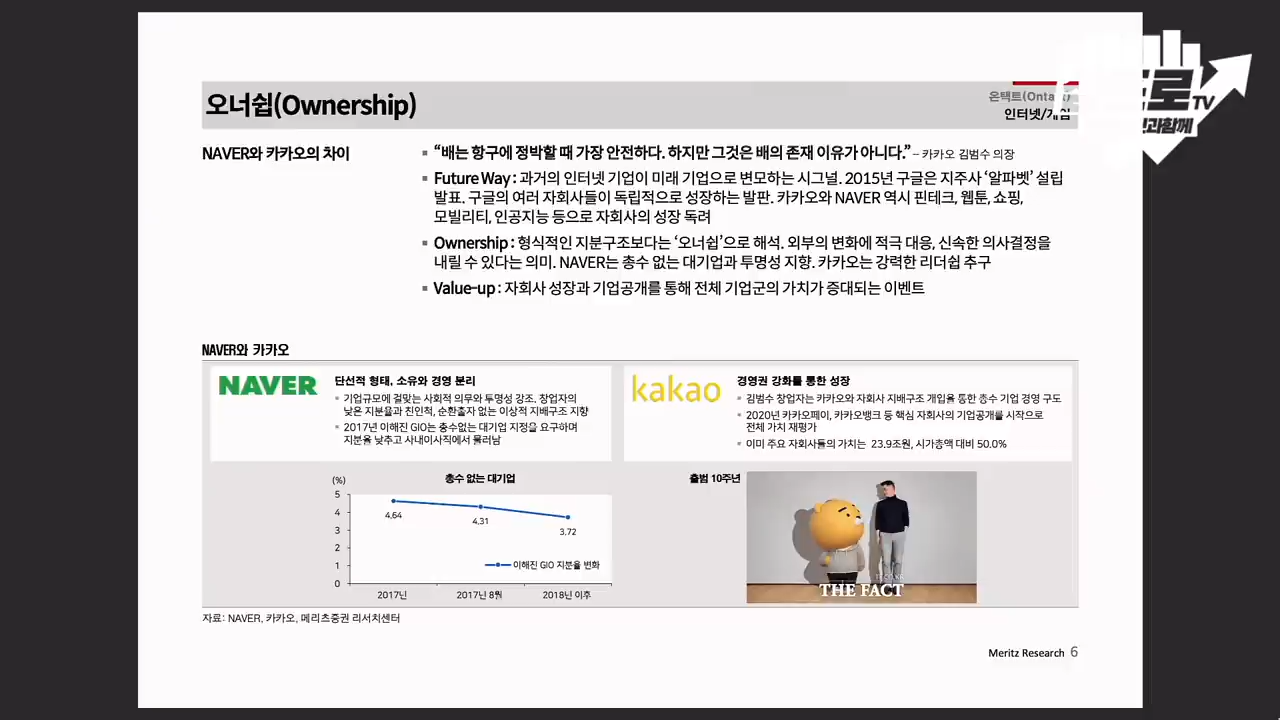 오너쉽(Ownership)
온택트(Onta
인터넷/게임
로TV
과함께
NAVER와 카카오의 차이
▪ “배는 항구에 정박할 때 가장 안전하다. 하지만 그것은 배의 존재 이유가 아니다.” – 카카오 김범수 의장
▪ Future Way : 과거의 인터넷 기업이 미래 기업으로 변모하는 시그널. 2015년 구글은 지주사 ‘알파벳’ 설립
발표. 구글의 여러 자회사들이 독립적으로 성장하는 발판. 카카오와 NAVER 역시 핀테크, 웹툰, 쇼핑,
모빌리티, 인공지능 등으로 자회사의 성장 독려
▪ Ownership : 형식적인 지분구조보다는 ‘오너쉽’으로 해석. 외부의 변화에 적극 대응, 신속한 의사결정을
내릴 수 있다는 의미. NAVER는 총수 없는 대기업과 투명성 지향. 카카오는 강력한 리더쉽 추구
▪ Value-up : 자회사 성장과 기업공개를 통해 전체 기업군의 가치가 증대되는 이벤트
NAVER와 카카오
NAVER
단선적 형태, 소유와 경영 분리
▪ 기업규모에 걸맞는 사회적 의무와 투명성 강조. 창업자의
낮은 지분율과 친인척, 순환출자 없는 이상적 지배구조 지향
▪ 2017년 이해진 GIO는 총수없는 대기업 지정을 요구하며
지분율 낮추고 사내이사직에서 물러남
kakao
경영권 강화를 통한 성장
▪ 김범수 창업자는 카카오와 자회사 지배구조 개입을 통한 총수 기업 경영 구도
▪ 2020년 카카오페이, 카카오뱅크 등 핵심 자회사의 기업공개를 시작으로
전체 가치 재평가
▪ 이미 주요 자회사들의 가치는 23.9조원, 시가총액 대비 50.0%
(%)
총수 없는 대기업
5
4
3
2
1
0
4.64
4.31
3.72
이해진 GIO 지분율 변화
2017년
2017년 8월
2018년 이후
출범 10주년
THE FACT
자료: NAVER, 카카오, 메리츠증권 리서치센터
Meritz Research 6